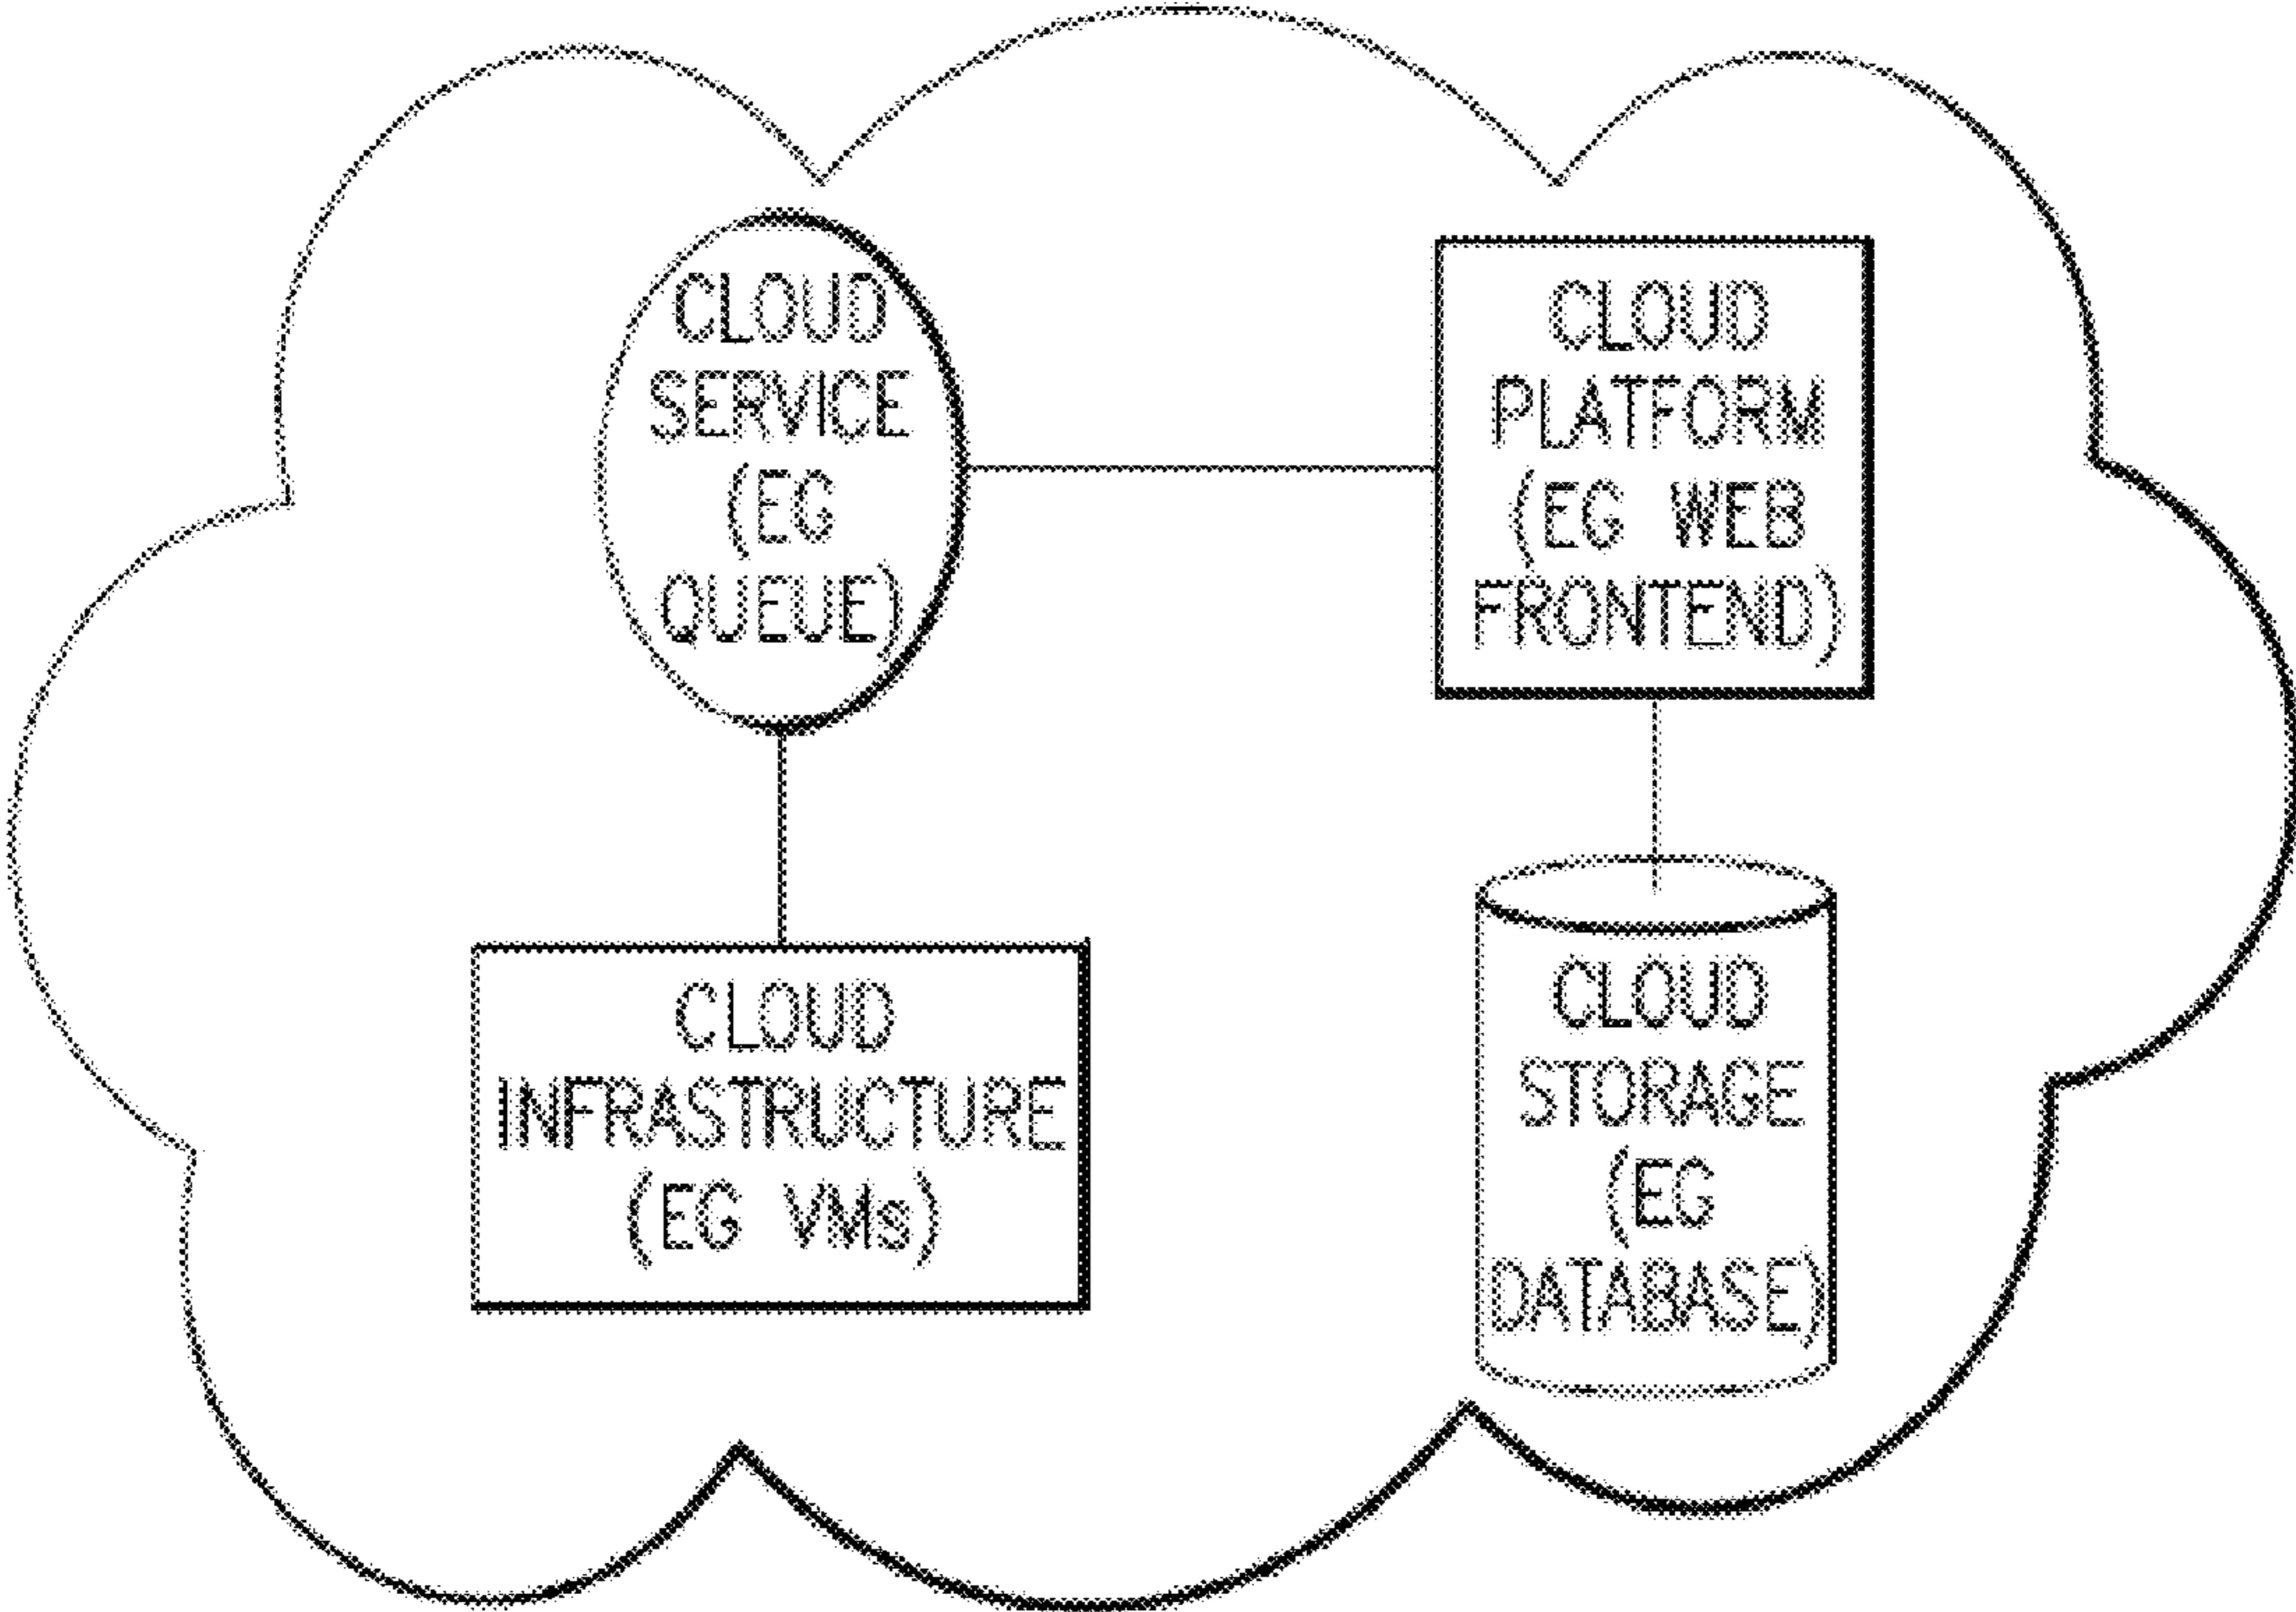 CLOUD
SERVICE
(EG
QUEUE)
CLOUD
PLATFORM
(EG WEB
FRONTEND)
CLOUD
INFRASTRUCTURE
(EG VMs)
CLOUD
STORAGE
(EG
DATABASE)